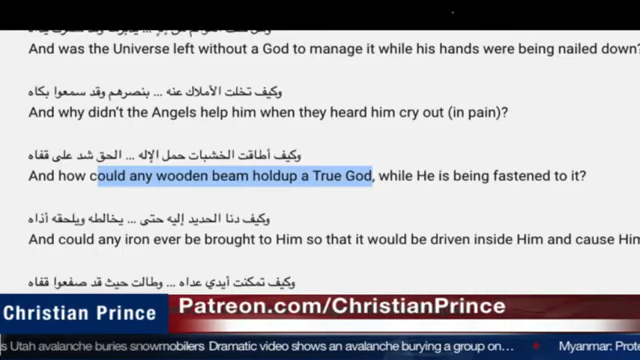 And was the Universe left without a God to manage it while his hands were being nailed down?
وكيف تخلت الأملاك عنه ... بنصرهم وقد سمعوا بكاه
And why didn't the Angels help him when they heard him cry out (in pain)?
وكيف أطاقت الخشبات حمل الإله ... الحق شد على قفاه
And how could any wooden beam holdup a True God, while He is being fastened to it?
وكيف دنا الحديد إليه حتى ... يخالطه ويلحقه أذاه
And could any iron ever be brought to Him so that it would be driven inside Him and cause Him
وكيف تمكنت أيدي عداه ... وطالت حيث قد صفعوا قفاه
Christian Prince
Patreon.com/ChristianPrince
s Utah avalanche buries snowmobilers Dramatic video shows an avalanche burying a group on… Myanmar: Prote